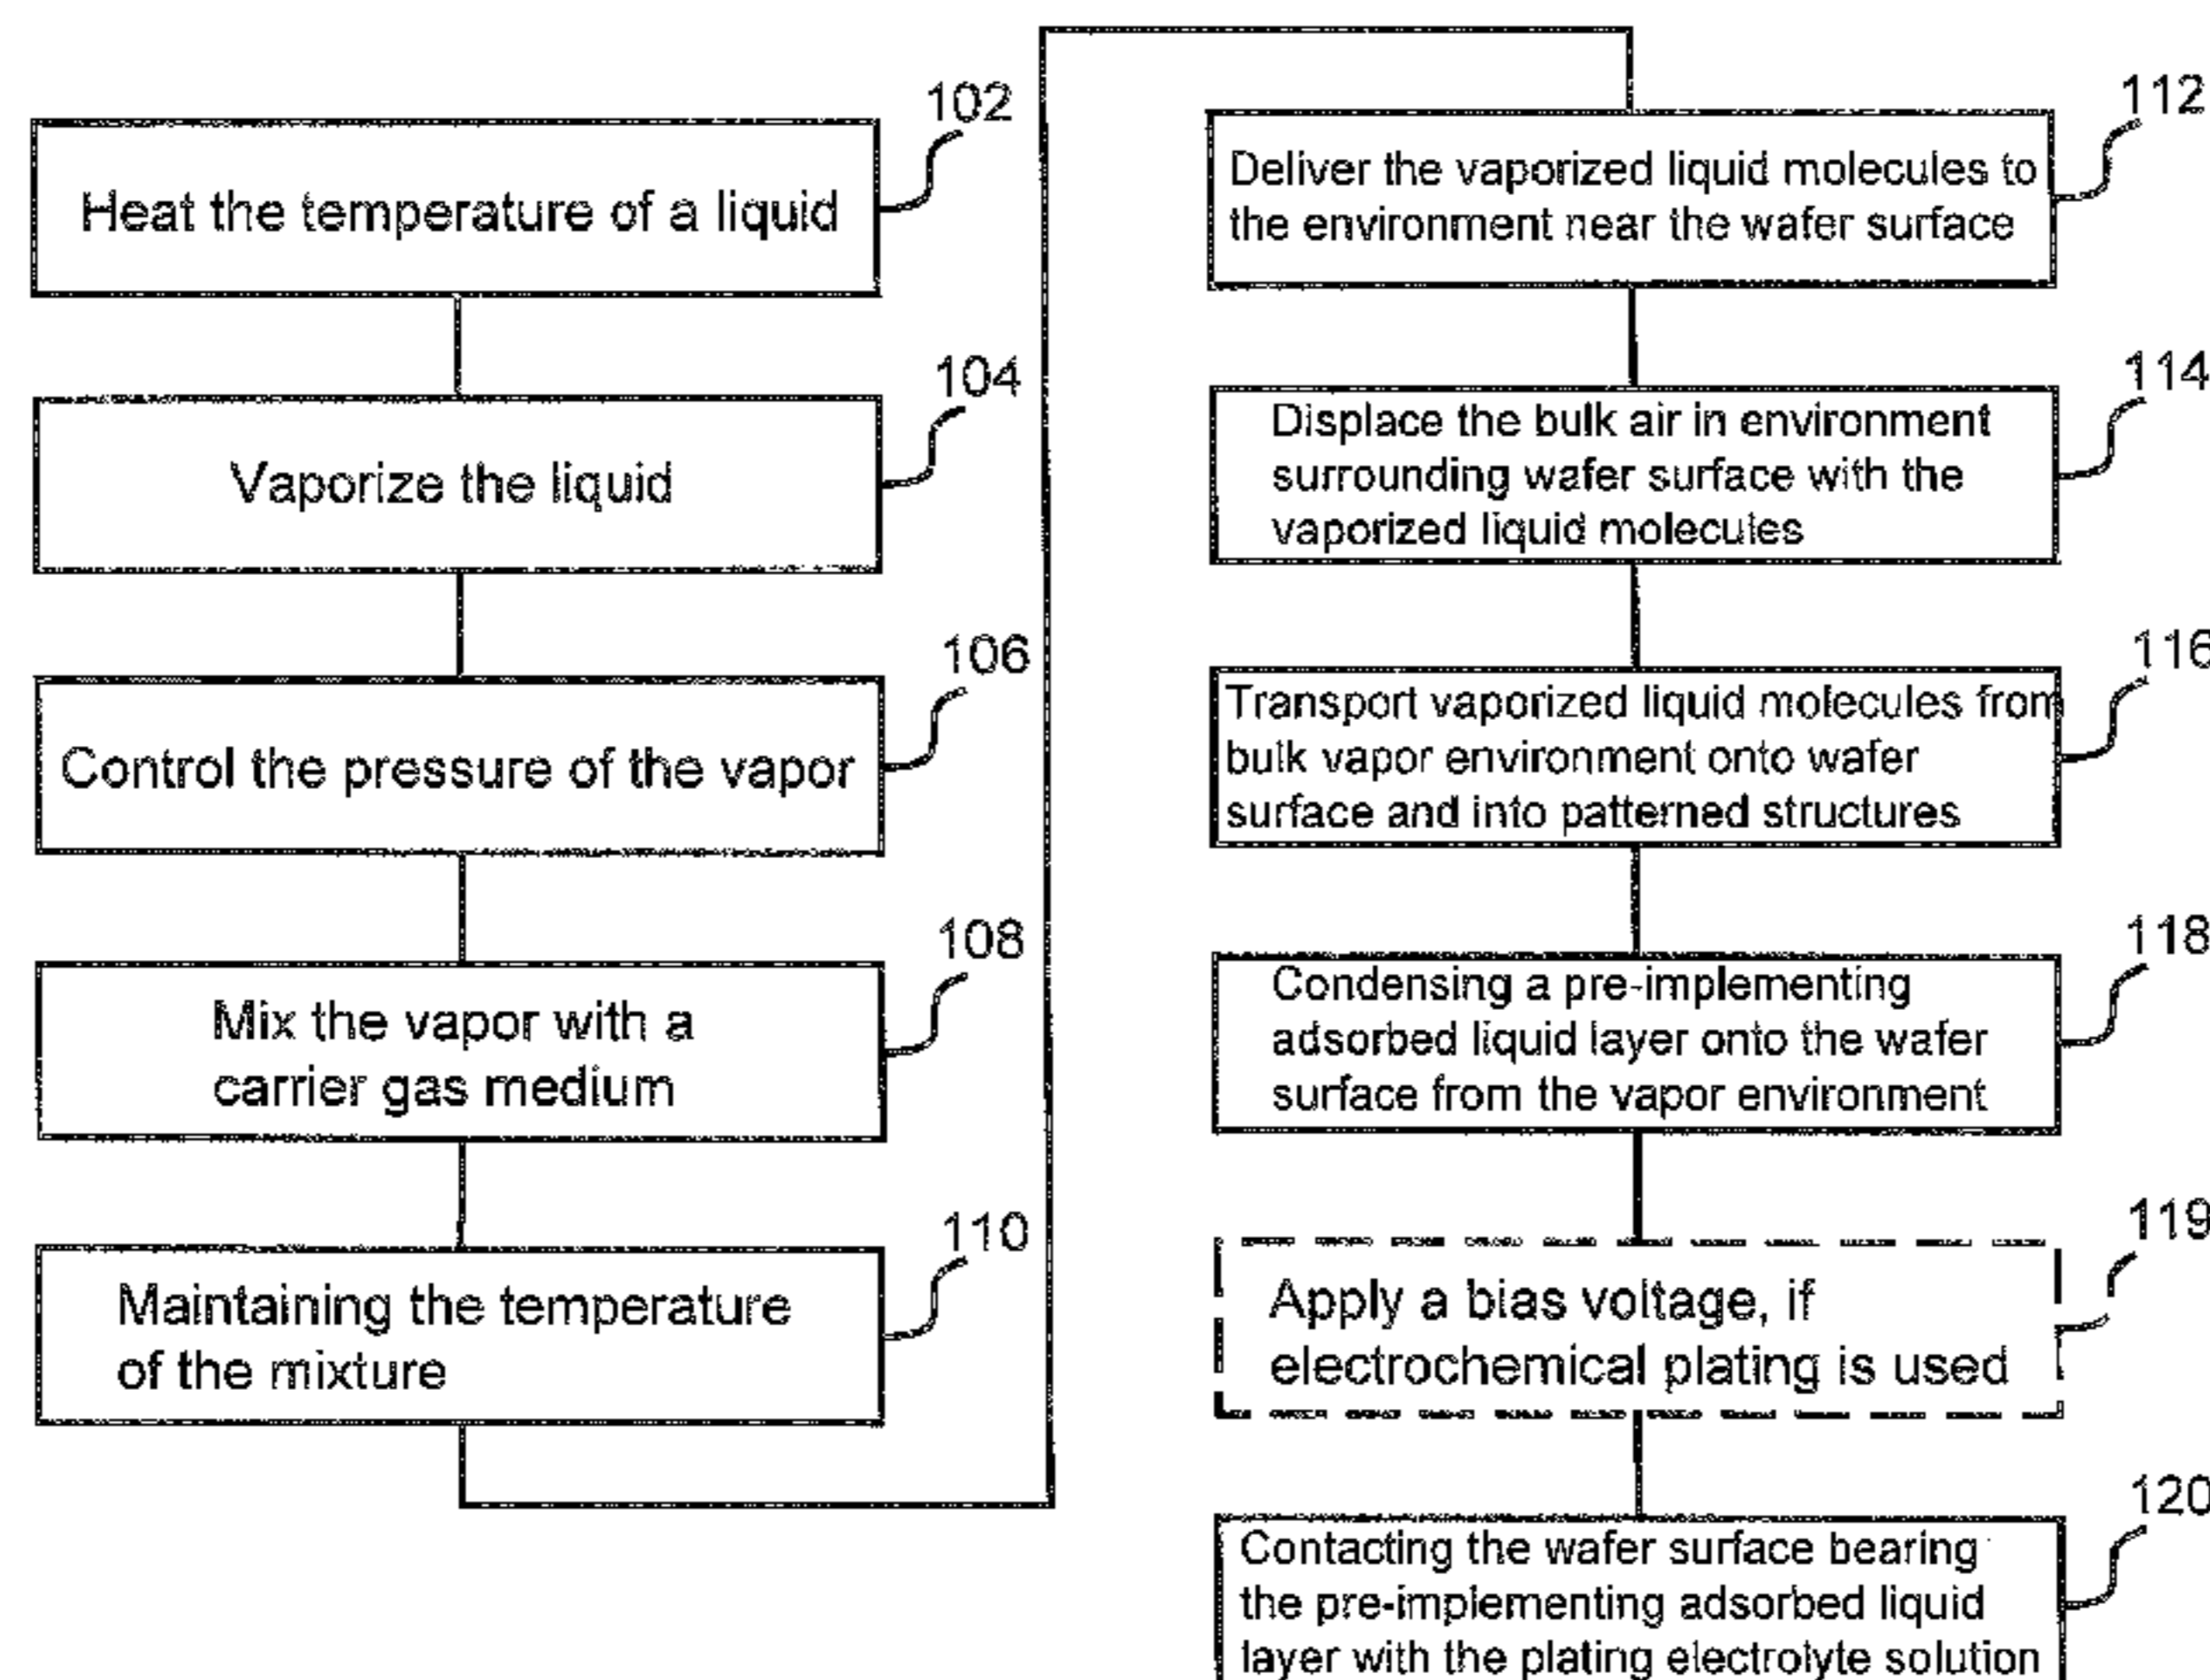 102
Heat the temperature of a liquid
104
Vaporize the liquid
106
Control the pressure of the vapor
108
Mix the vapor with a
carrier gas medium
110
Maintaining the temperature
of the mixture
112
Deliver the vaporized liquid molecules to
the environment near the wafer surface
114
Displace the bulk air in environment
surrounding wafer surface with the
vaporized liquid molecules
116
Transport vaporized liquid molecules from
bulk vapor environment onto wafer
surface and into patterned structures
118
Condensing a pre-implementing
adsorbed liquid layer onto the wafer
surface from the vapor environment
119
Apply a bias voltage, if
electrochemical plating is used
120
Contacting the wafer surface bearing
the pre-implementing adsorbed liquid
layer with the plating electrolyte solution